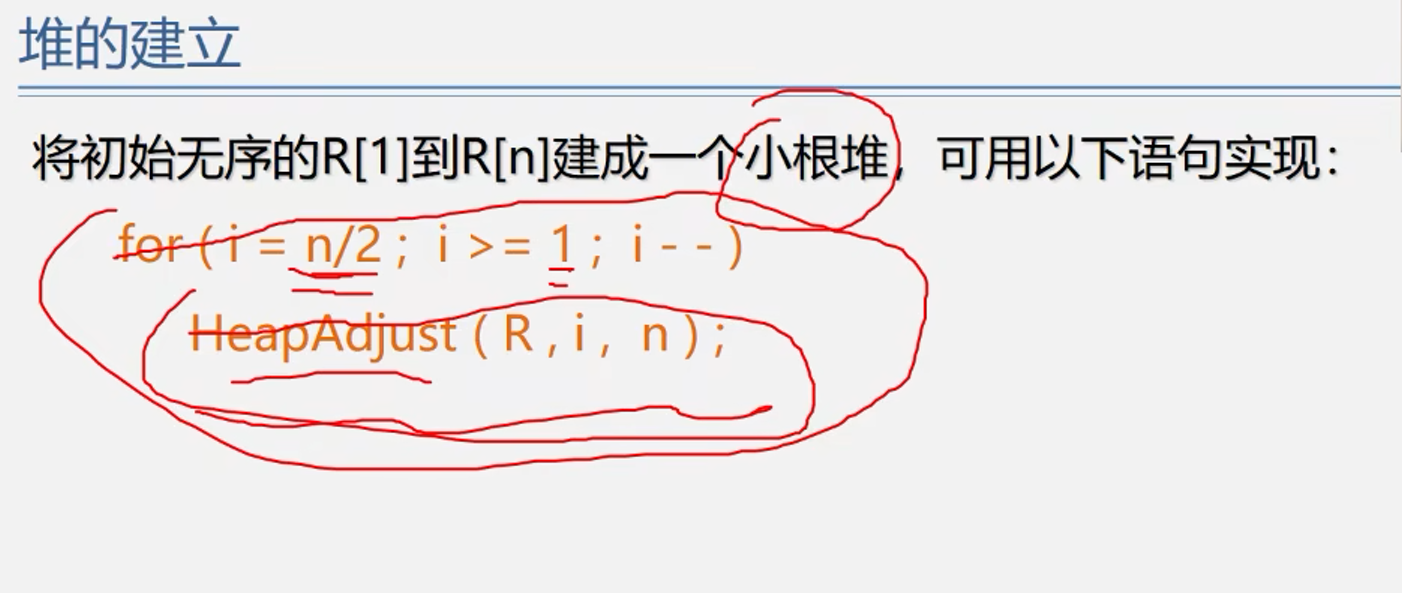 堆的建立
将初始无序的R[1]到R[n]建成一个小根堆，可用以下语句实现：
for ( i = n/2 ; i >= 1 ; i - - )
HeapAdjust ( R , i , n ) ;